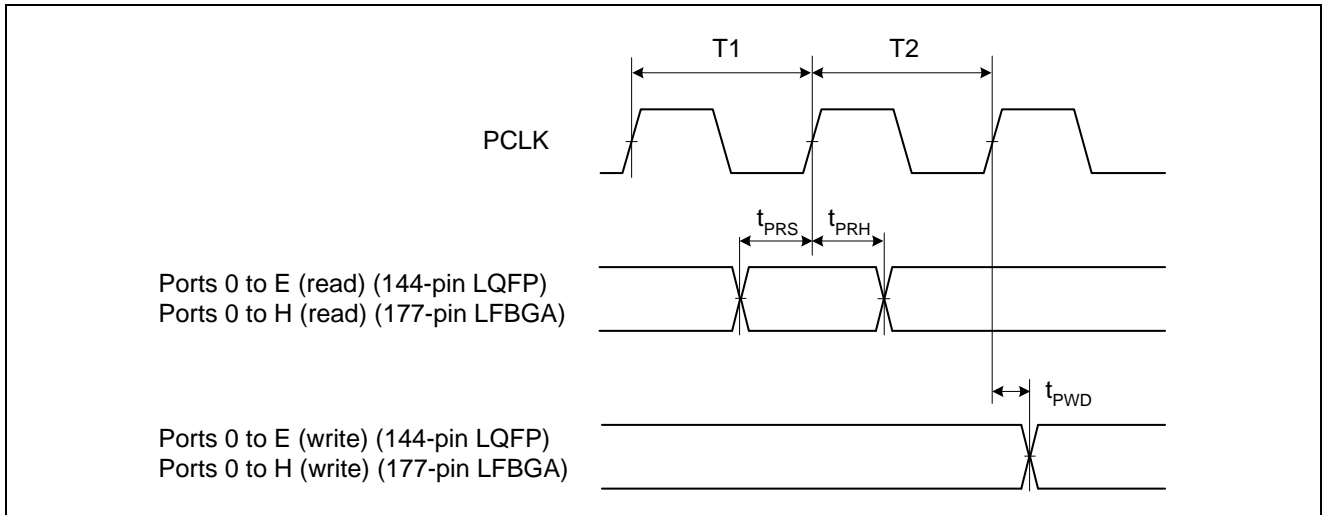 T1 T2
PCLK
tPRS tPRH
Ports 0 to E (read) (144-pin LQFP)
Ports 0 to H (read) (177-pin LFBGA)
tPWD
Ports 0 to E (write) (144-pin LQFP)
Ports 0 to H (write) (177-pin LFBGA)